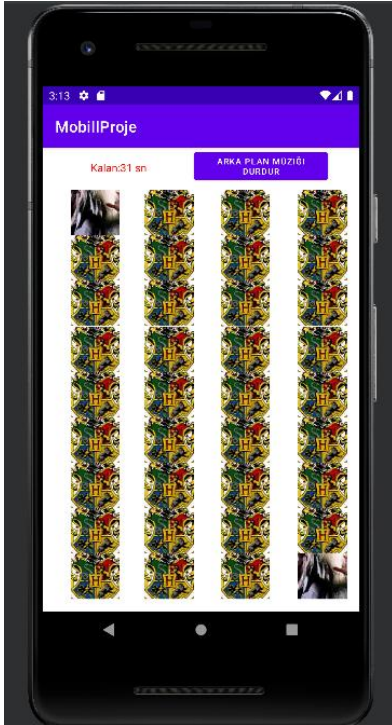 3:13
MobillProje
Kalan:31 sn
ARKA PLAN MÜZİĞİ
DURDUR